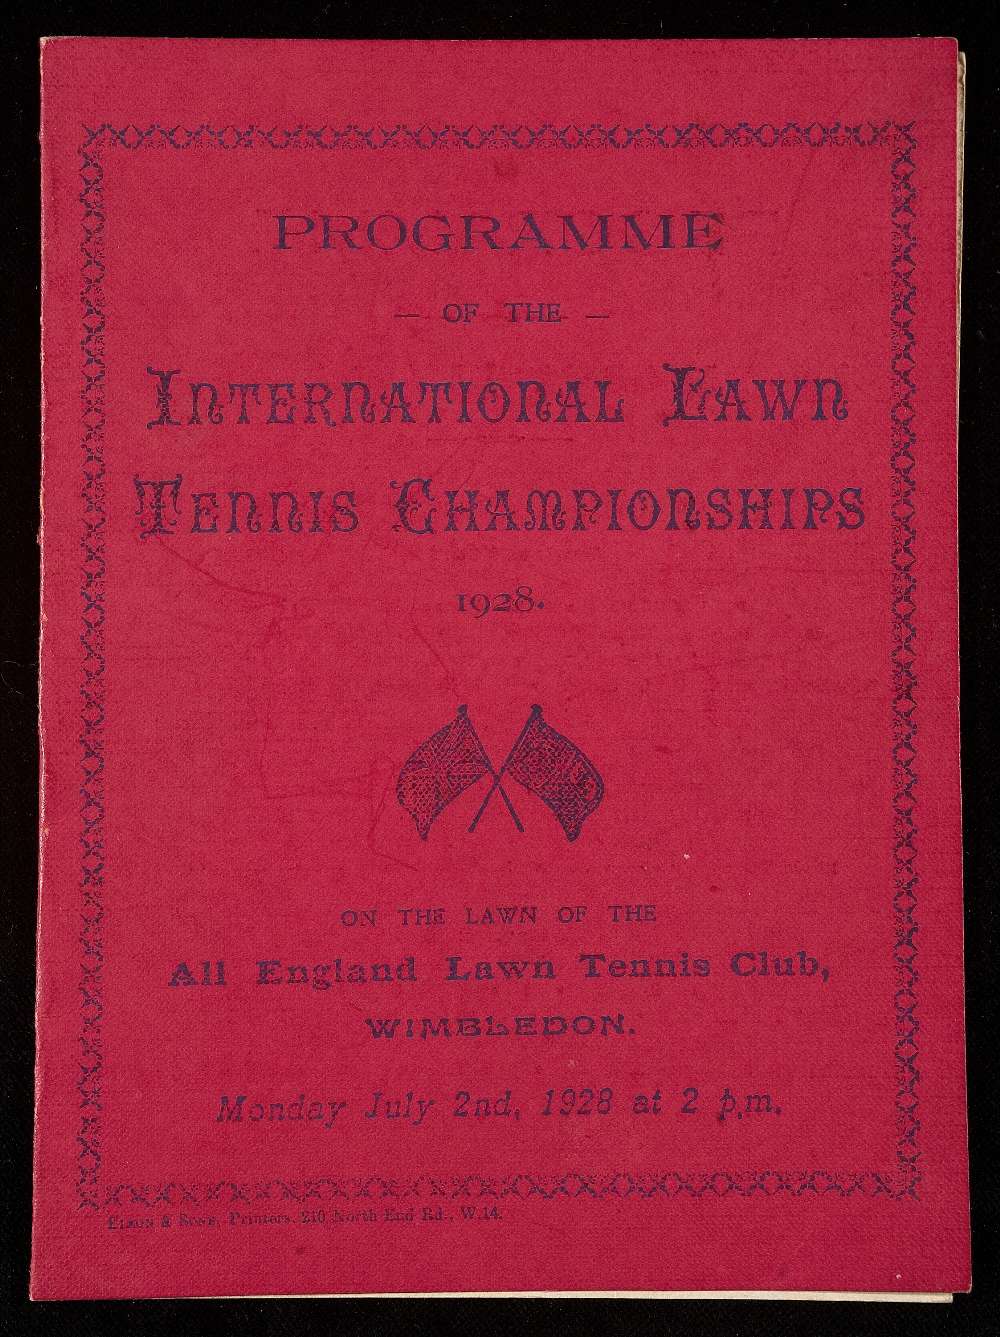 PROGRAMME
— OF THE —
INTERNATIONAL LAWN
TENNIS CHAMPIONSHIPS
1928.
ON THE LAWN OF THE
All England Lawn Tennis Club,
WIMBLEDON.
Monday July 2nd, 1928 at 2 p.m.
& SONS, Printers. 210 North End Rd., W.14.